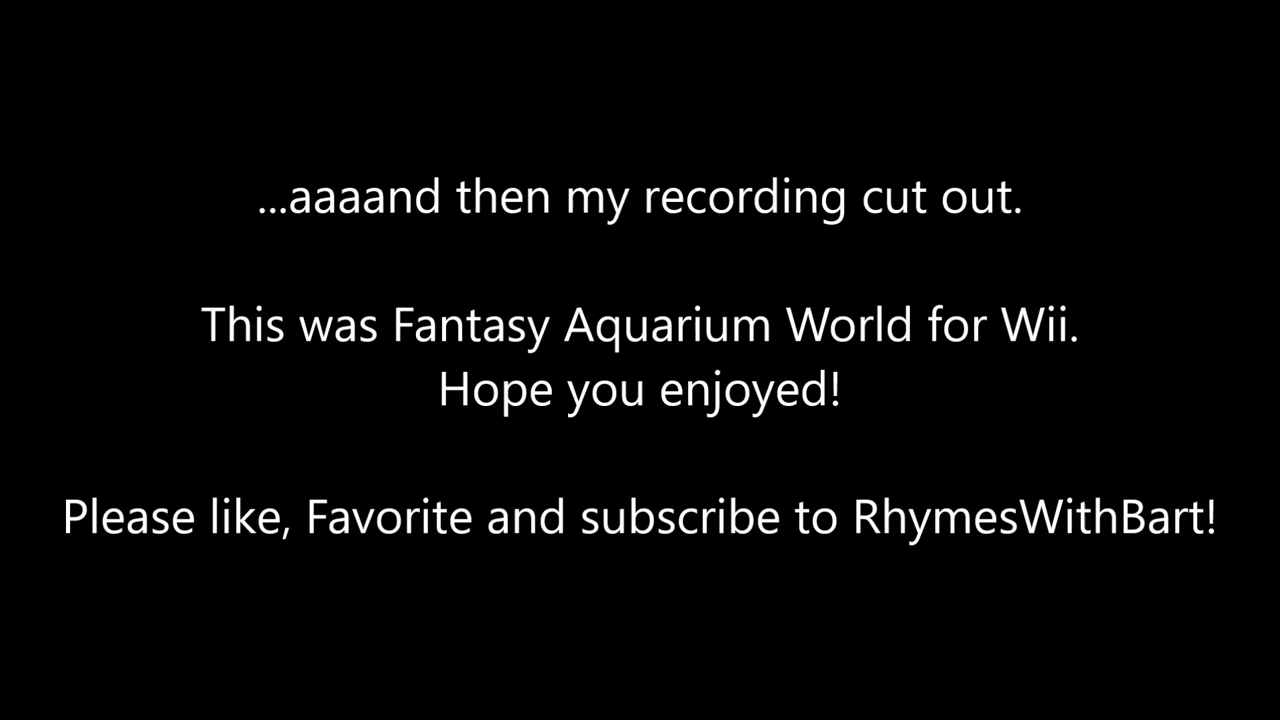 ...aaaand then my recording cut out.
This was Fantasy Aquarium World for Wii.
Hope you enjoyed!
Please like, Favorite and subscribe to RhymesWithBart!